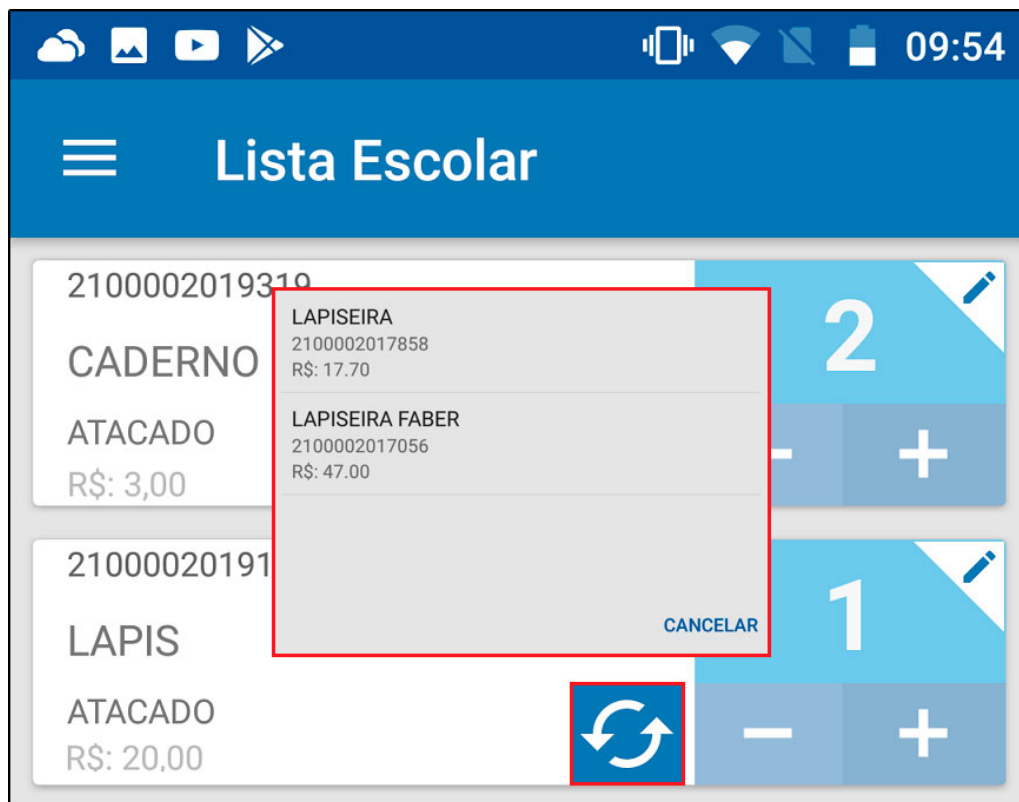 09:54
Lista Escolar
2100002019319
CADERNO
ATACADO
R$: 3,00
2
- +
LAPISEIRA
2100002017858
R$: 17.70
LAPISEIRA FABER
2100002017056
R$: 47.00
CANCELAR
21000020191
LAPIS
ATACADO
R$: 20,00
1
- +